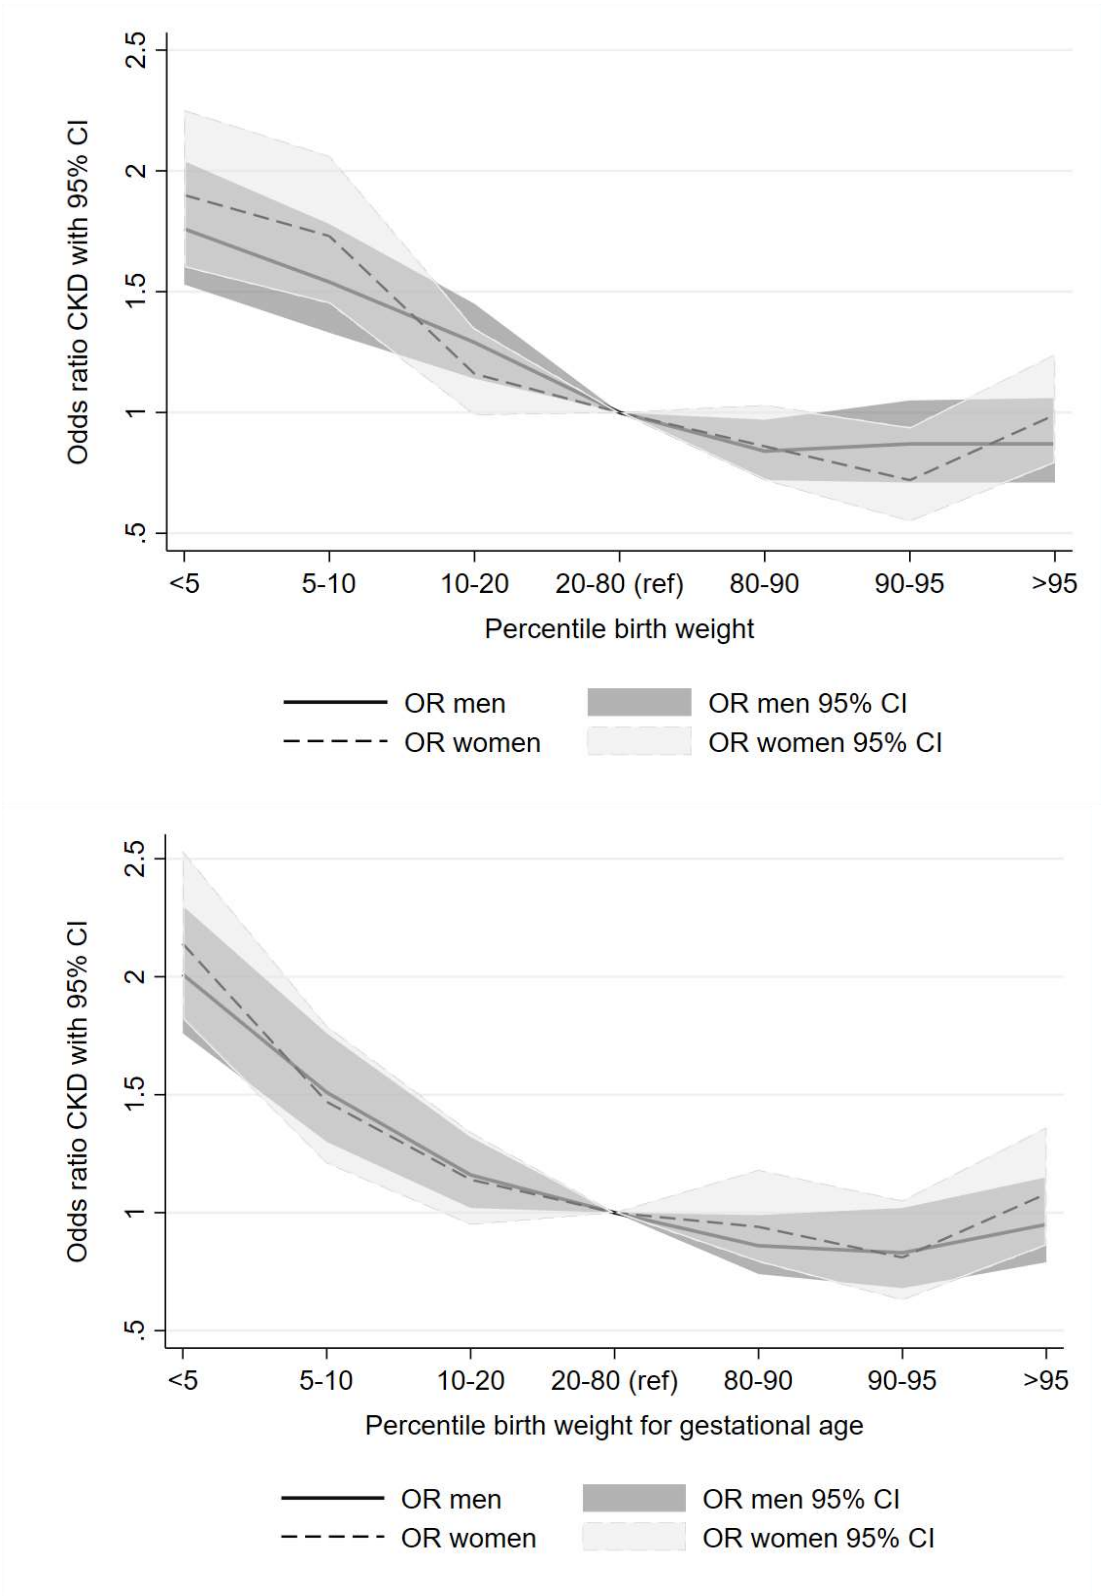 Odds ratio CKD with 95% CI
2.5
2
1.5
1
.5
<5 5-10 10-20 20-80 (ref) 80-90 90-95 >95
Percentile birth weight
OR men OR men 95% CI
OR women OR women 95% CI
Odds ratio CKD with 95% CI
2.5
2
1.5
1
.5
<5 5-10 10-20 20-80 (ref) 80-90 90-95 >95
Percentile birth weight for gestational age
OR men OR men 95% CI
OR women OR women 95% CI